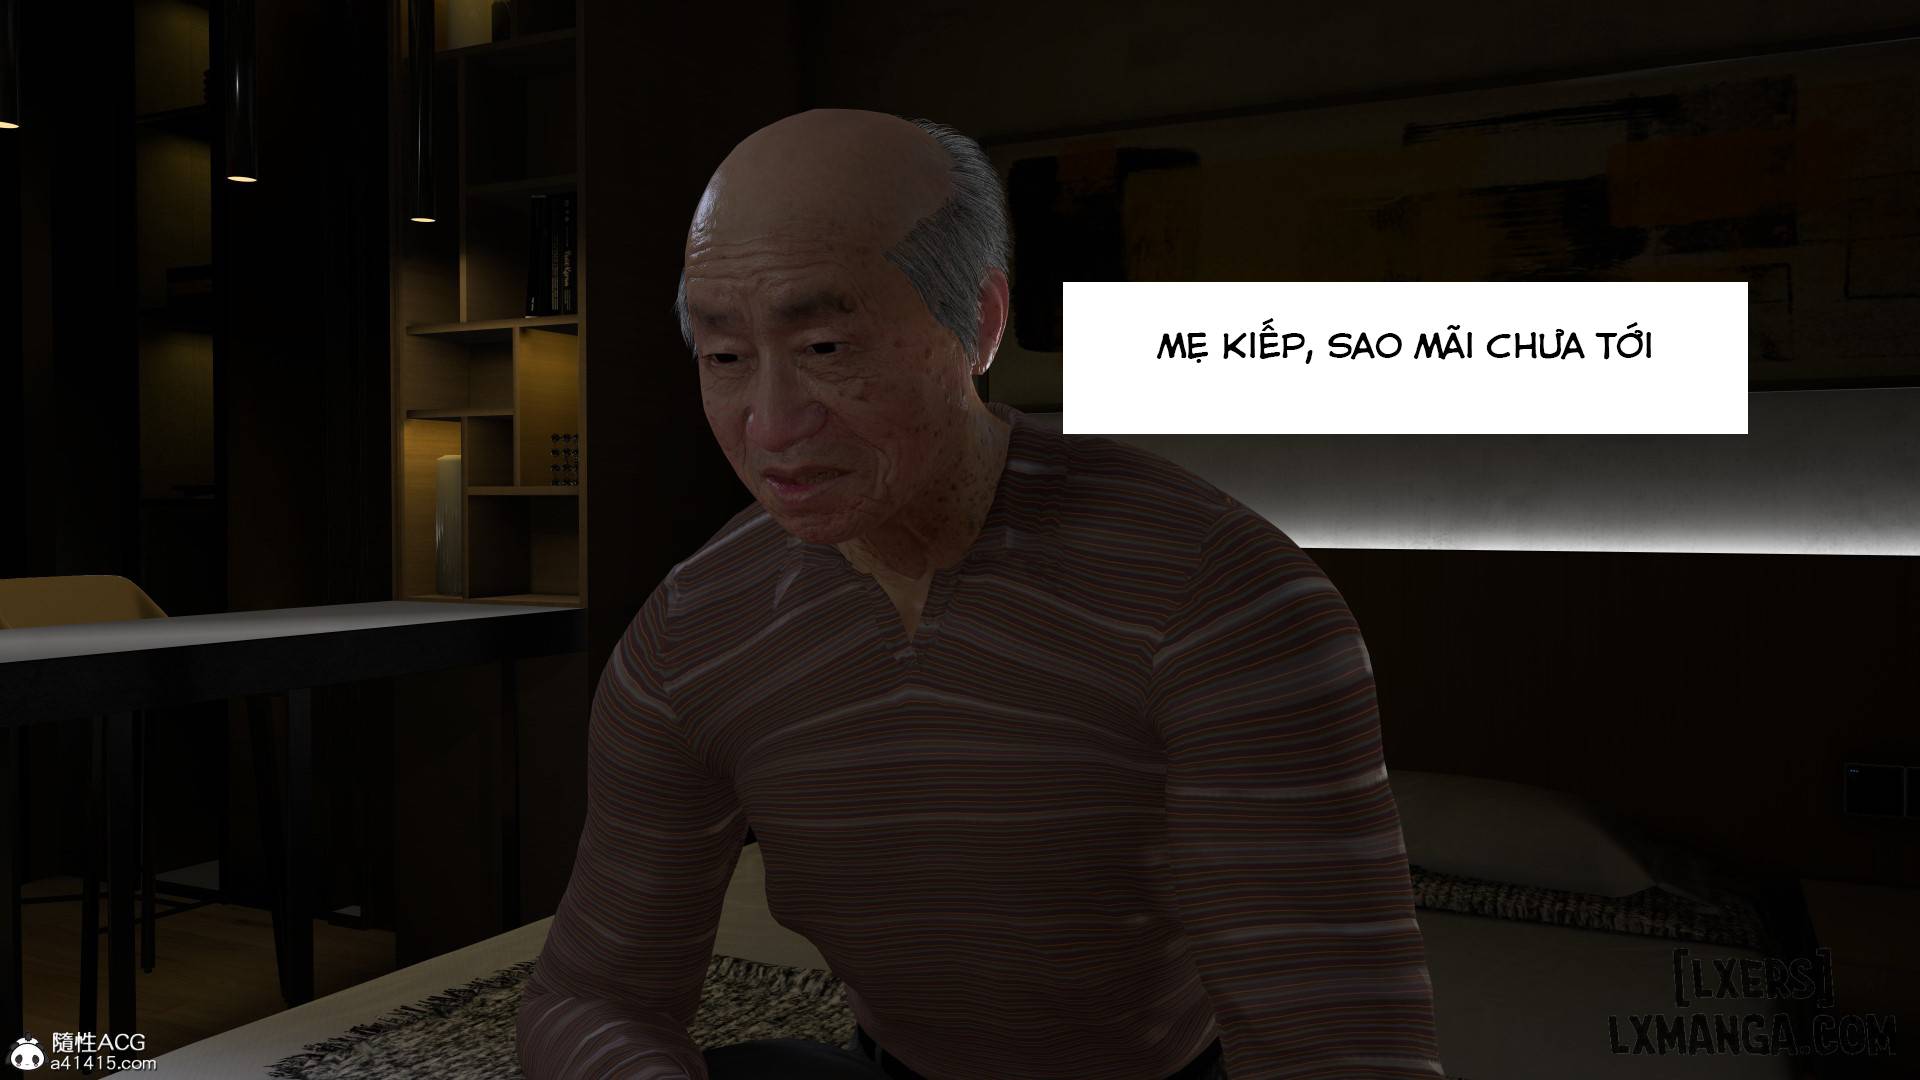 MẸ KIẾP, SAO MÃI CHƯA TỚI
[LXERS]
LXMANGA.COM
隨性ACG
a41415.com